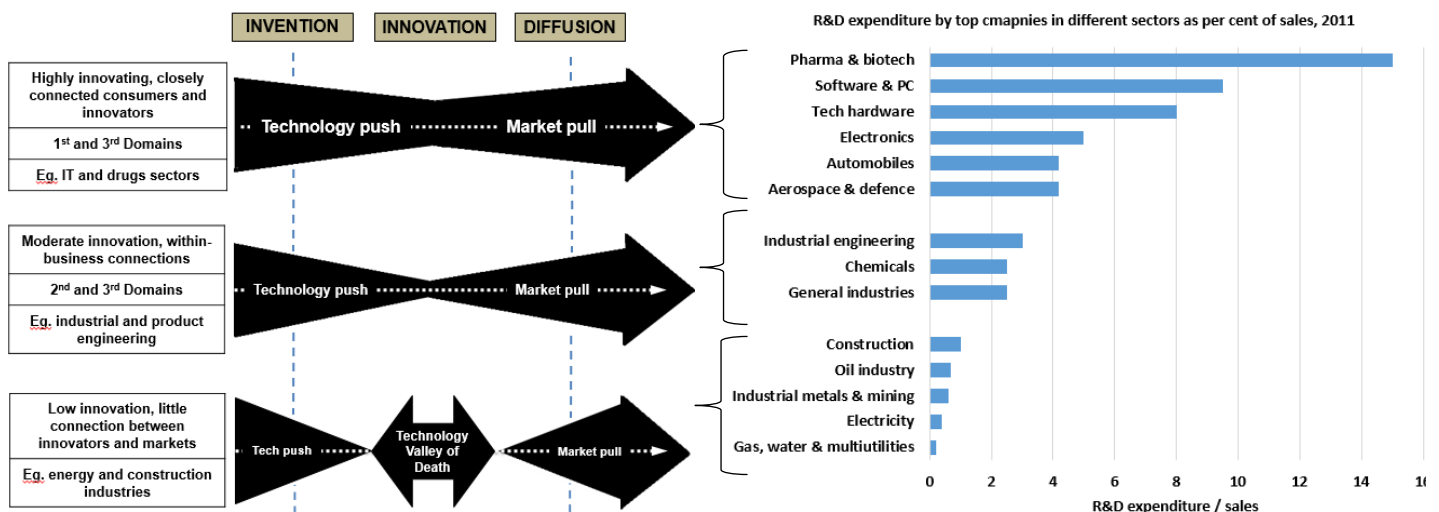 INVENTION
INNOVATION
DIFFUSION
Highly innovating, closely
connected consumers and
innovators
1st and 3rd Domains
Eg. IT and drugs sectors
Technology push
Market pull
Moderate innovation, within-
business connections
2nd and 3rd Domains
Eg. industrial and product
engineering
Technology push
Market pull
Low innovation, little
connection between
innovators and markets
Eg. energy and construction
industries
Tech push
Technology
Valley of
Death
Market pull
R&D expenditure by top cmapnies in different sectors as per cent of sales, 2011
Pharma & biotech
Software & PC
Tech hardware
Electronics
Automobiles
Aerospace & defence
Industrial engineering
Chemicals
General industries
Construction
Oil industry
Industrial metals & mining
Electricity
Gas, water & multiutilities
0 2 4 6 8 10 12 14 16
R&D expenditure / sales